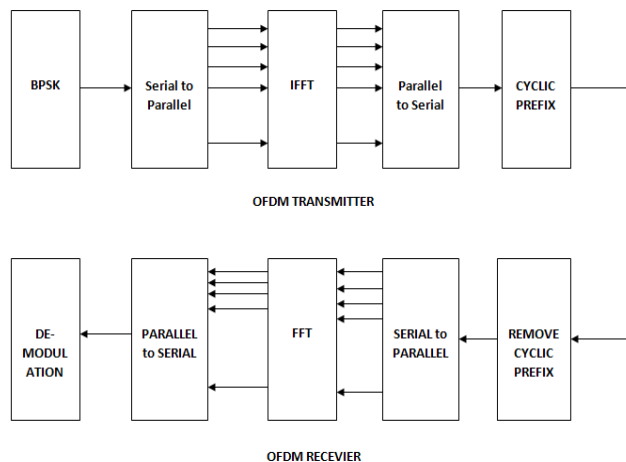 BPSK
Serial to
Parallel
IFFT
Parallel
to Serial
CYCLIC
PREFIX
OFDM TRANSMITTER
DE-
MODUL
ATION
PARALLEL
to SERIAL
FFT
SERIAL to
PARALLEL
REMOVE
CYCLIC
PREFIX
OFDM RECEVIER